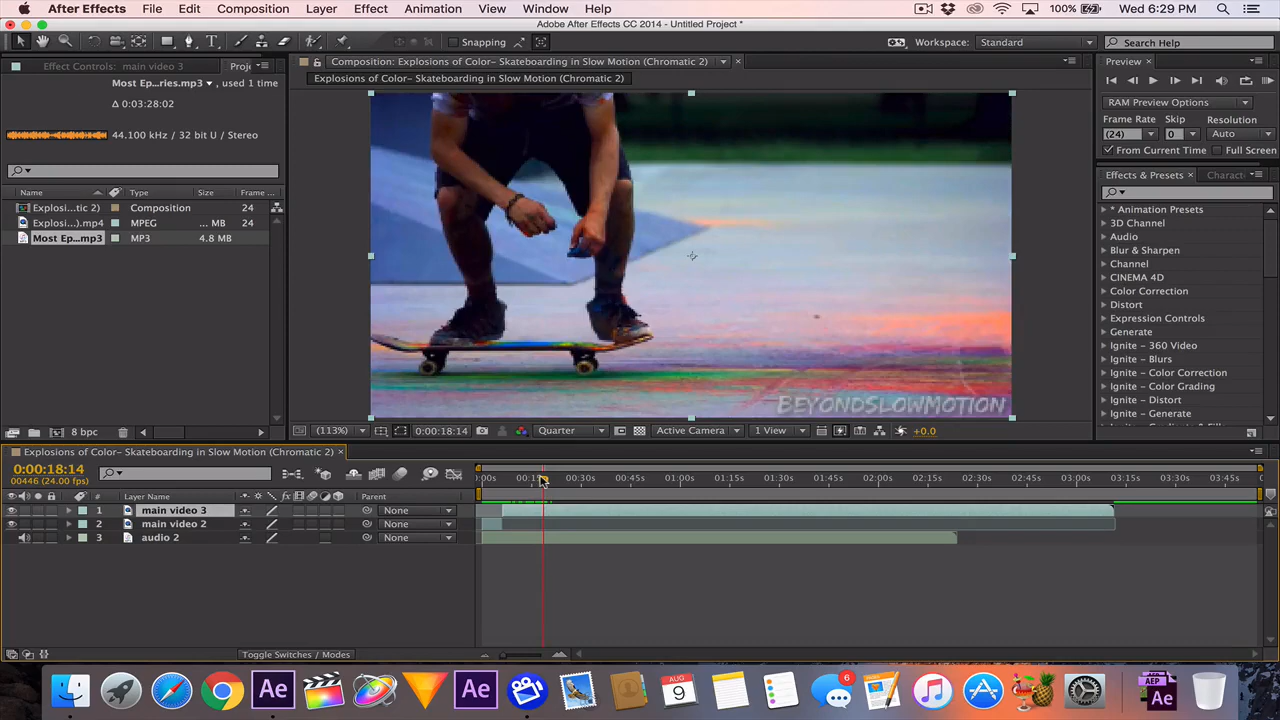 After Effects File Edit Composition Layer Effect Animation View Window Help 100% Wed 6:29 PM
Adobe After Effects CC 2014 - Untitled Project *
Snapping Workspace: Standard Search Help
Effect Controls: main video 3 Proj
Most Ep...ries.mp3 , used 1 time
Δ 0:03:28:02
44.100 kHz / 32 bit U / Stereo
Name Type Size Frame ...
Explosi...tic 2) Composition 24
Explosi...).mp4 MPEG ... MB 24
Most Ep...mp3 MP3 4.8 MB
8 bpc
Composition: Explosions of Color- Skateboarding in Slow Motion (Chromatic 2)
Explosions of Color- Skateboarding in Slow Motion (Chromatic 2)
BEYONDSLOWMOTION
(113%) 0:00:18:14 Quarter Active Camera 1 View +0.0
Preview
RAM Preview Options
Frame Rate Skip Resolution
(24) 0 Auto
From Current Time Full Screen
Effects & Presets Charact
* Animation Presets
3D Channel
Audio
Blur & Sharpen
Channel
CINEMA 4D
Color Correction
Distort
Expression Controls
Generate
Ignite - 360 Video
Ignite - Blurs
Ignite - Color Correction
Ignite - Color Grading
Ignite - Distort
Ignite - Generate
Explosions of Color- Skateboarding in Slow Motion (Chromatic 2)
0:00:18:14
00446 (24.00 fps)
:00s 00:15s 00:30s 00:45s 01:00s 01:15s 01:30s 01:45s 02:00s 02:15s 02:30s 02:45s 03:00s 03:15s 03:45s
# Layer Name Parent
1 main video 3 None
2 main video 2 None
3 audio 2 None
Toggle Switches / Modes
Ae Ae AUG 9 6 AEP Ae